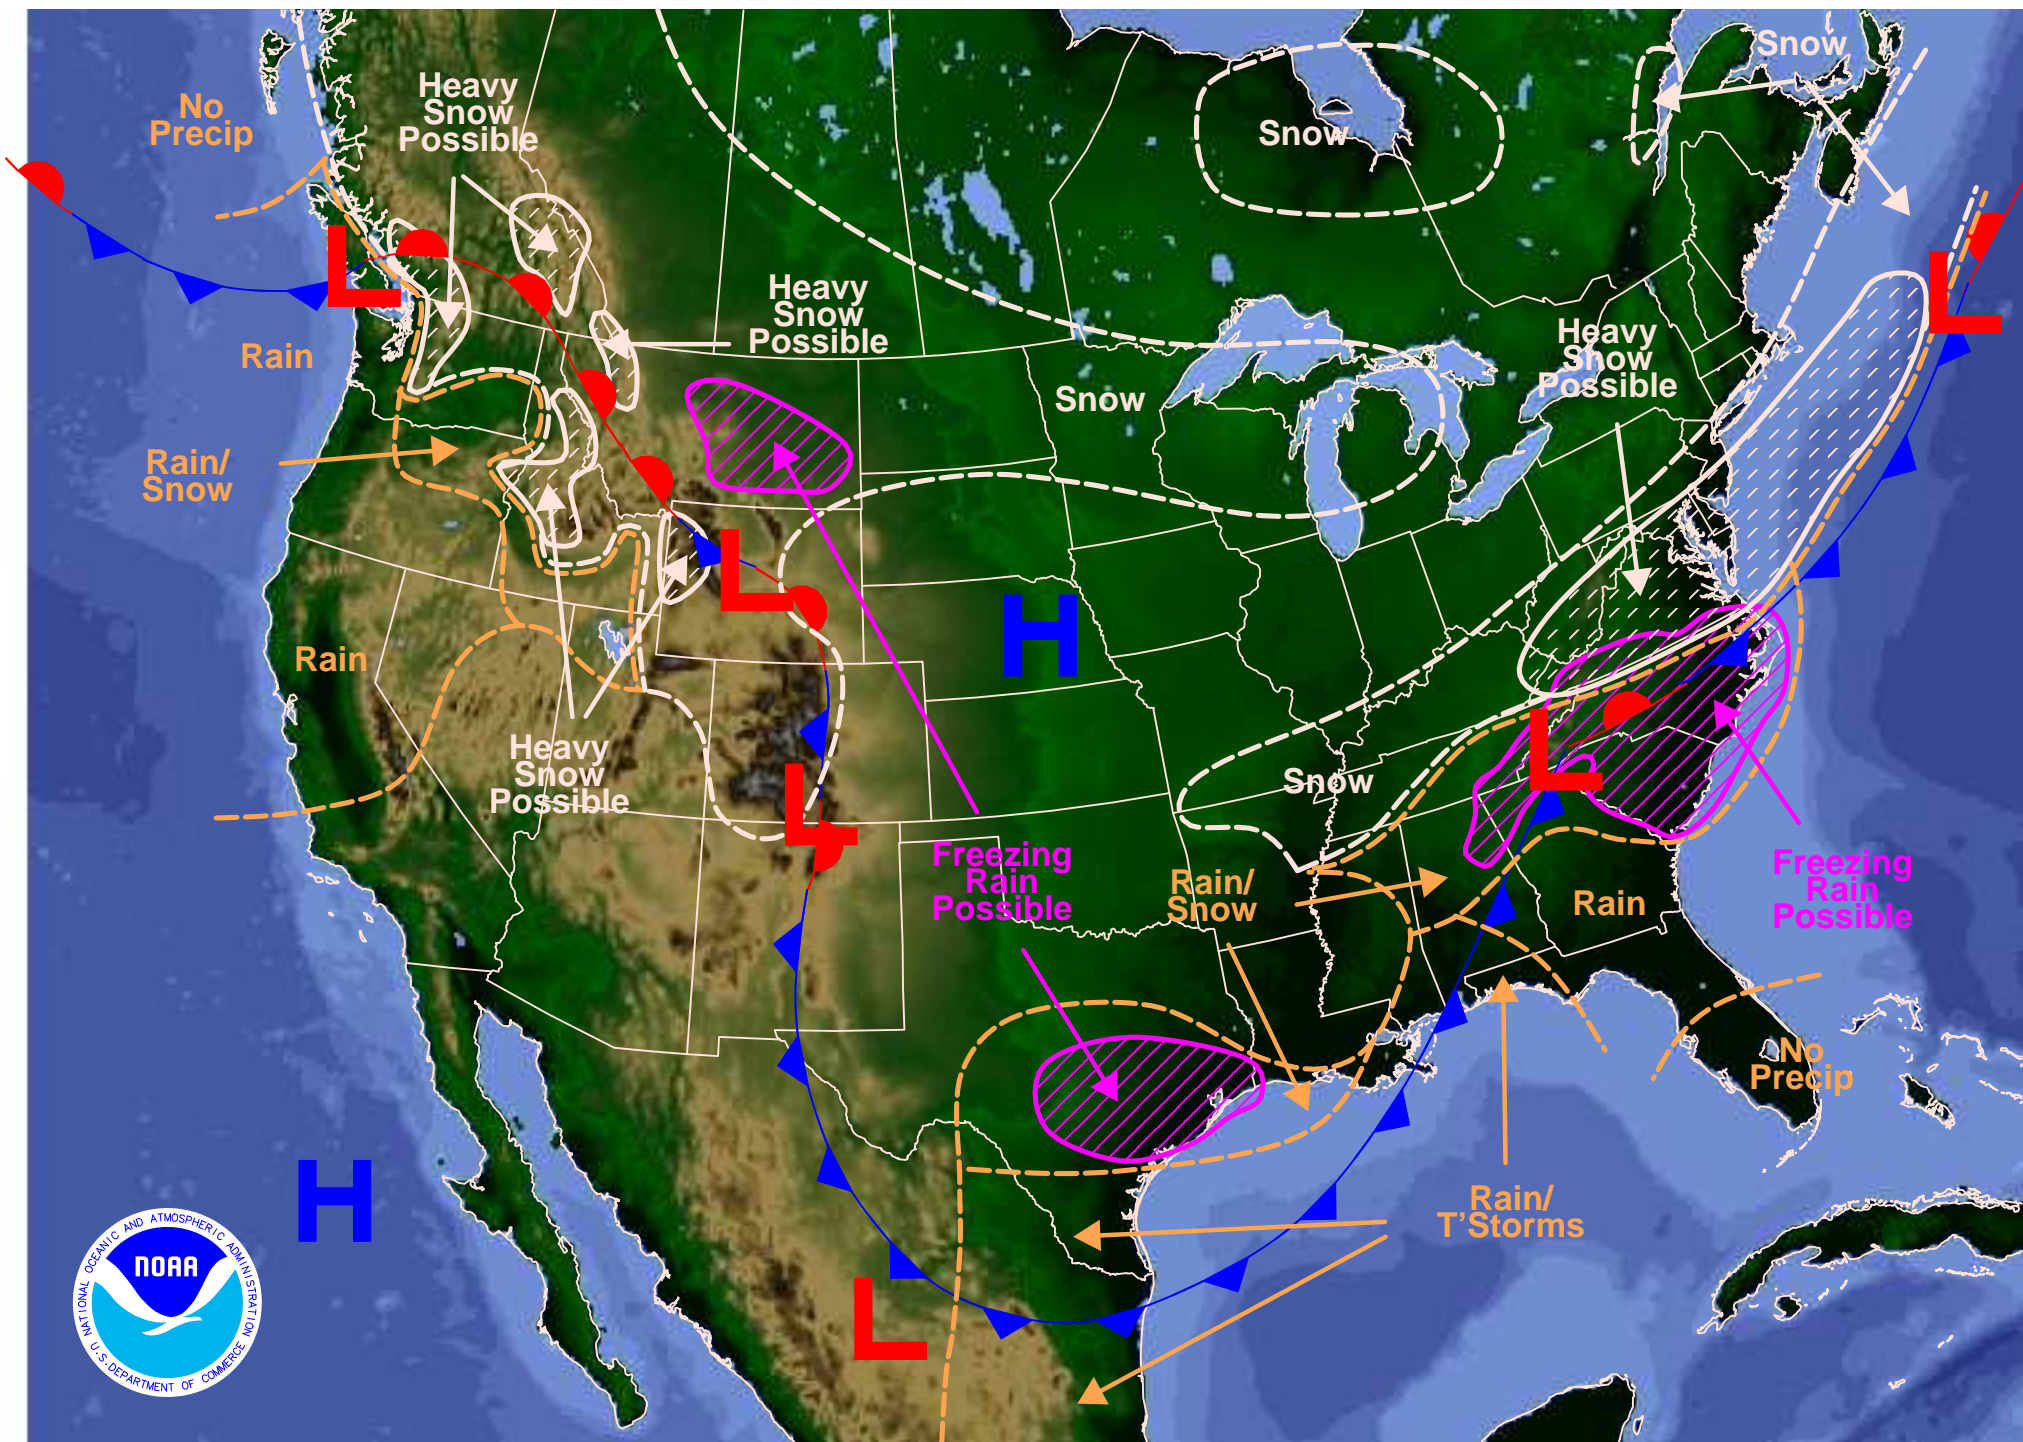 Snow
No
Precip
Heavy
Snow
Possible
Snow
L
L
Heavy
Snow
Possible
Heavy
Snow
Possible
Rain
Snow
Rain/
Snow
L
H
Rain
L
Heavy
Snow
Possible
Snow
L
Freezing
Rain
Possible
Rain/
Snow
Rain
Freezing
Rain
Possible
No
Precip
H
Rain/
T'Storms
L
NATIONAL OCEANIC AND ATMOSPHERIC ADMINISTRATION
NOAA
U.S. DEPARTMENT OF COMMERCE